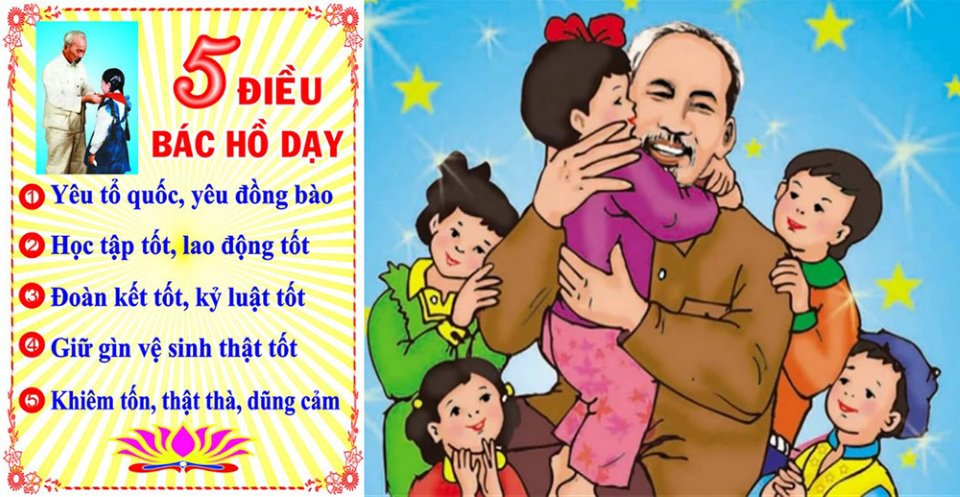 5 ĐIỀU
BÁC HỒ DẠY
1 Yêu tổ quốc, yêu đồng bào
2 Học tập tốt, lao động tốt
3 Đoàn kết tốt, kỷ luật tốt
4 Giữ gìn vệ sinh thật tốt
5 Khiêm tốn, thật thà, dũng cảm